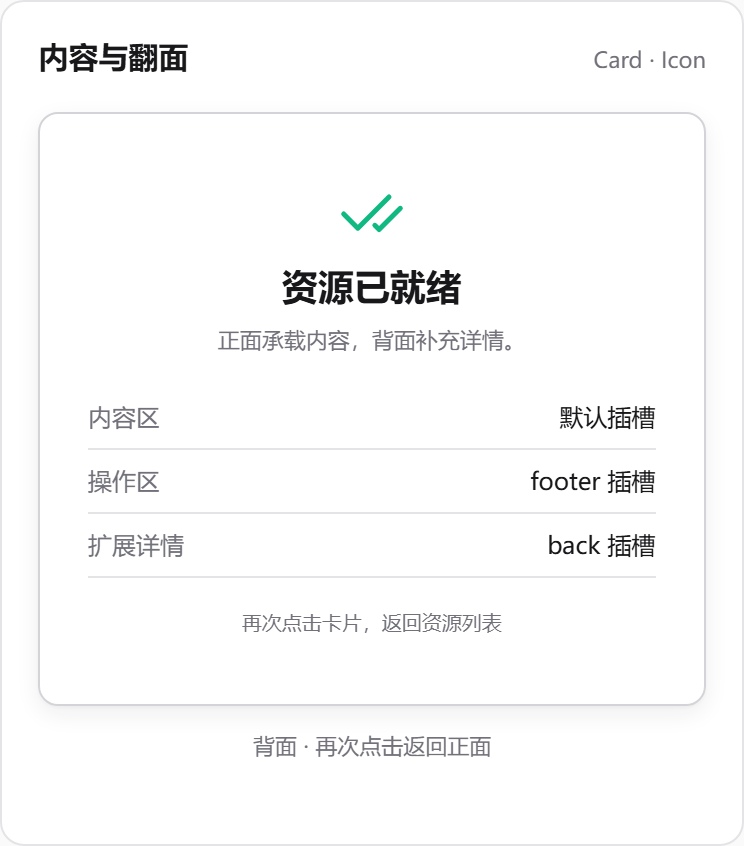 内容与翻面
Card · Icon
资源已就绪
正面承载内容，背面补充详情。
内容区 默认插槽
操作区 footer 插槽
扩展详情 back 插槽
再次点击卡片，返回资源列表
背面 · 再次点击返回正面